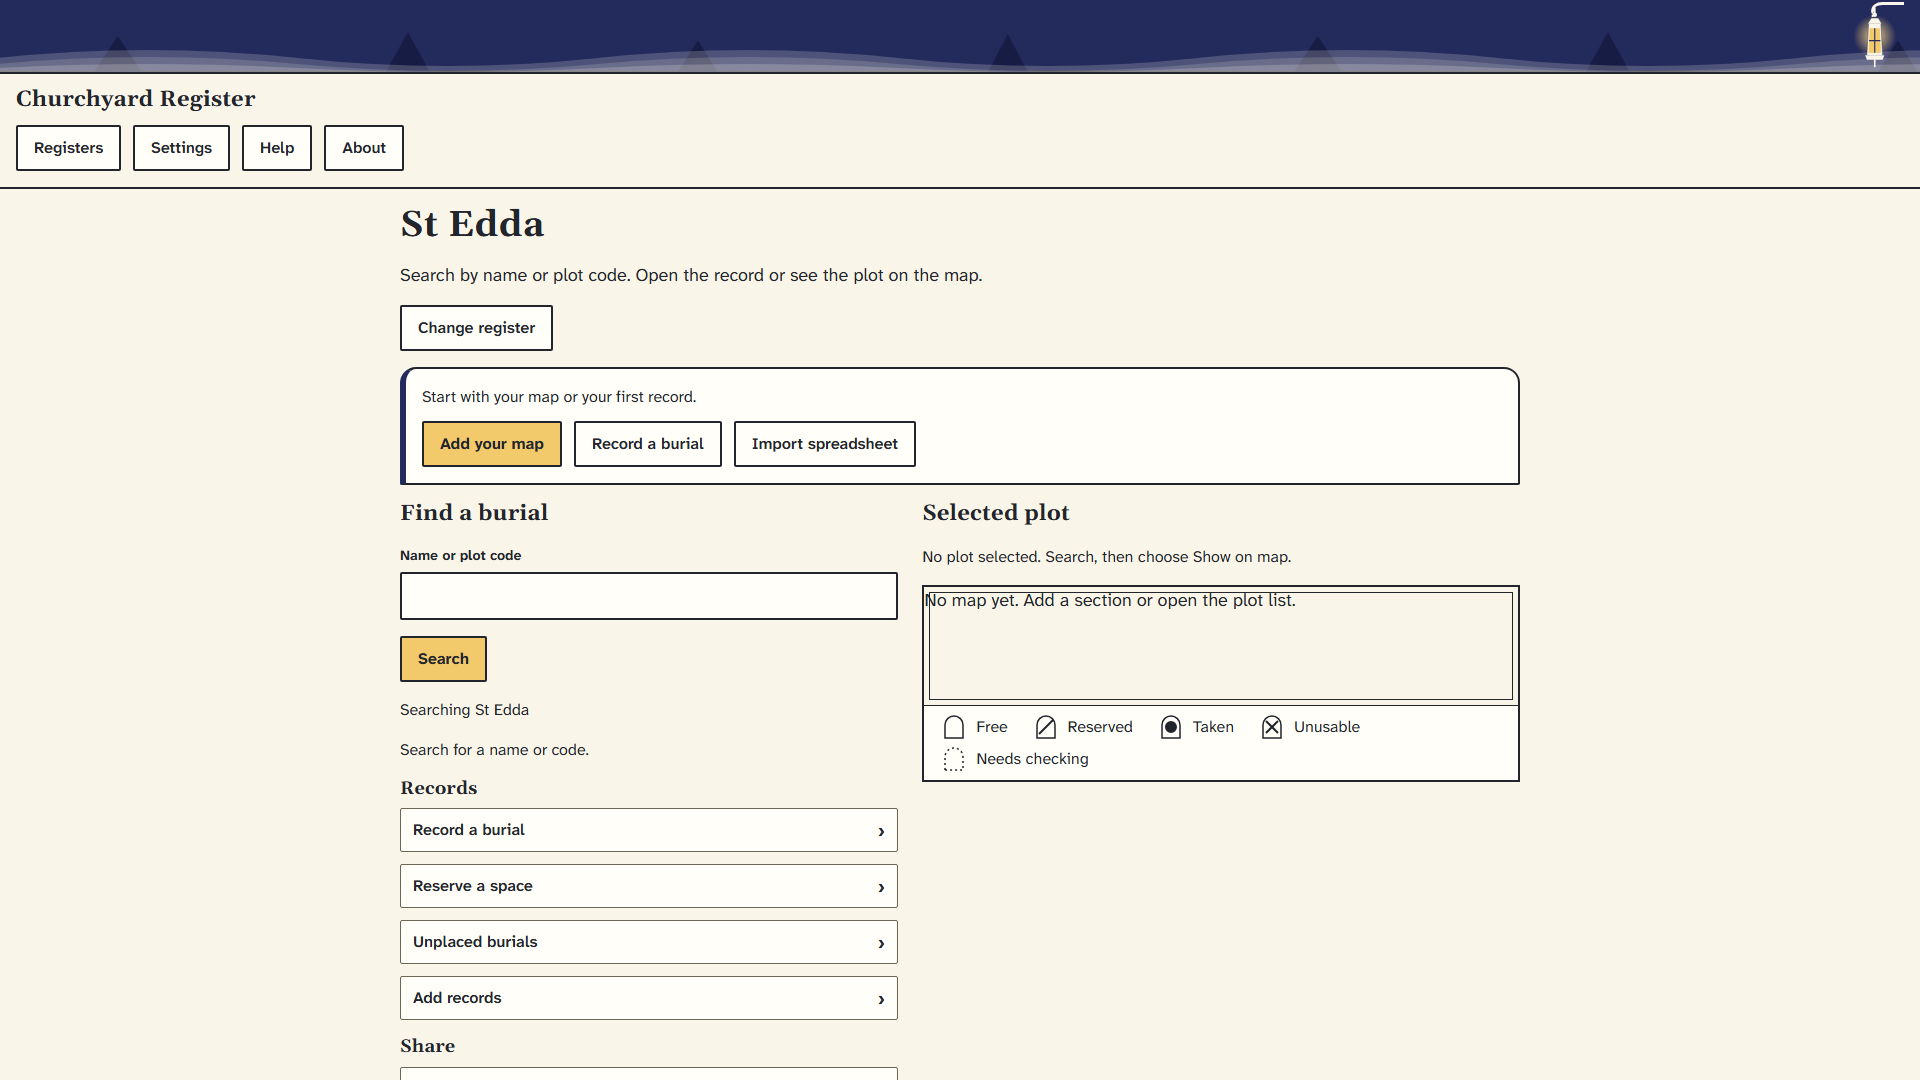 Churchyard Register
Registers
Settings
Help
About
St Edda
Search by name or plot code. Open the record or see the plot on the map.
Change register
Start with your map or your first record.
Add your map
Record a burial
Import spreadsheet
Find a burial
Name or plot code
Search
Searching St Edda
Search for a name or code.
Records
Record a burial
Reserve a space
Unplaced burials
Add records
Share
Selected plot
No plot selected. Search, then choose Show on map.
No map yet. Add a section or open the plot list.
Free
Reserved
Taken
Unusable
Needs checking